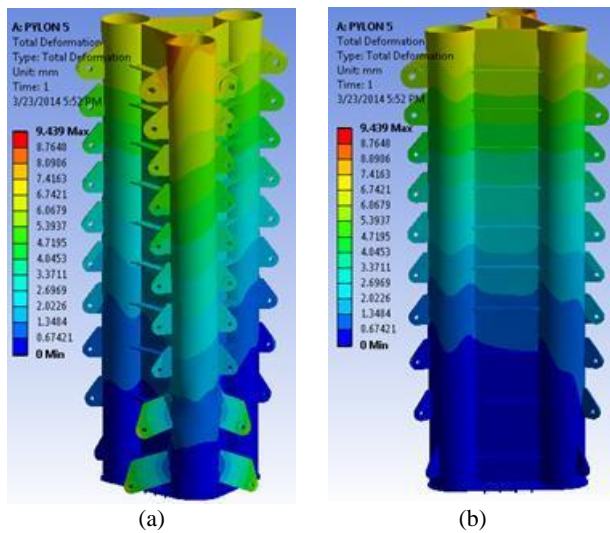 A: PYLON 5
Total Deformation
Type: Total Deformation
Unit: mm
Time: 1
3/23/2014 5:52 PM
9.439 Max
8.7648
8.0906
7.4163
6.7421
6.0679
5.3937
4.7195
4.0453
3.3711
2.6969
2.0226
1.3484
0.67421
0 Min
A: PYLON 5
Total Deformation
Type: Total Deformation
Unit: mm
Time: 1
3/23/2014 5:52 PM
9.439 Max
8.7648
8.0906
7.4163
6.7421
6.0679
5.3937
4.7195
4.0453
3.3711
2.6969
2.0226
1.3484
0.67421
0 Min
(a)
(b)